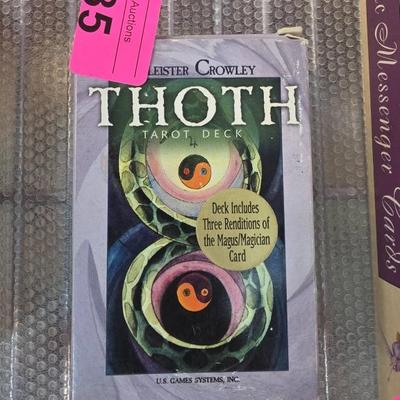 Auctions
35
LEISTER CROWLEY
THOTH
TAROT DECK
Deck Includes
Three Renditions of
the Magus/Magician
Card
U.S. GAMES SYSTEMS, INC.
Messenger Cards